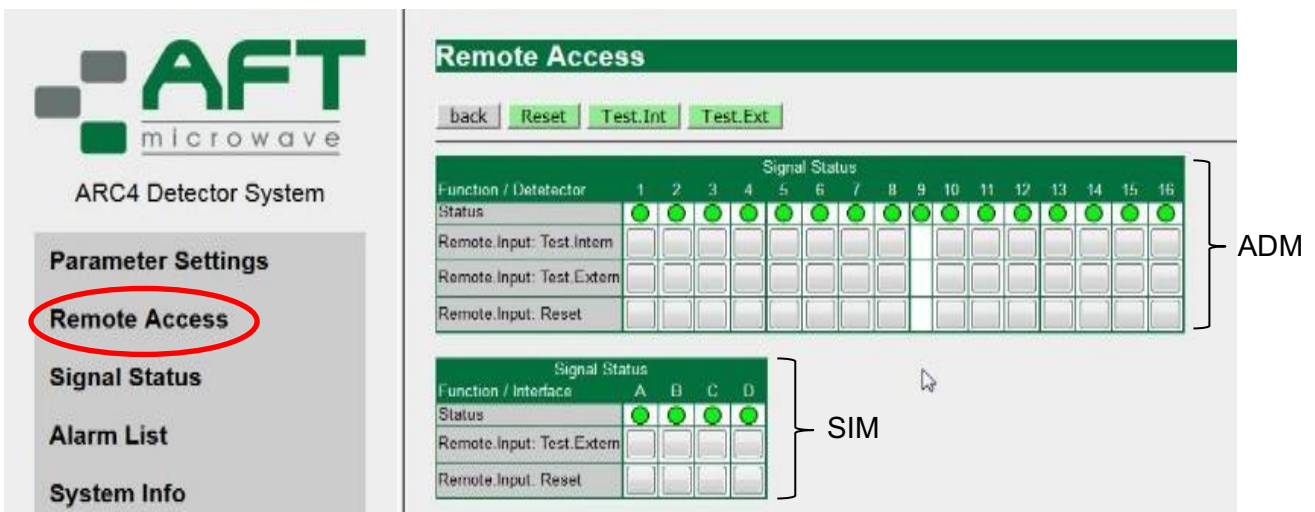 AFT
microwave
ARC4 Detector System
Parameter Settings
Remote Access
Signal Status
Alarm List
System Info
Remote Access
back Reset Test.Int Test.Ext
Signal Status
Function / Detetector 1 2 3 4 5 6 7 8 9 10 11 12 13 14 15 16
Status
Remote.Input: Test.Intern
Remote.Input: Test.Extern
Remote.Input: Reset
ADM
Signal Status
Function / Interface A B C D
Status
Remote.Input: Test.Extern
Remote.Input: Reset
SIM